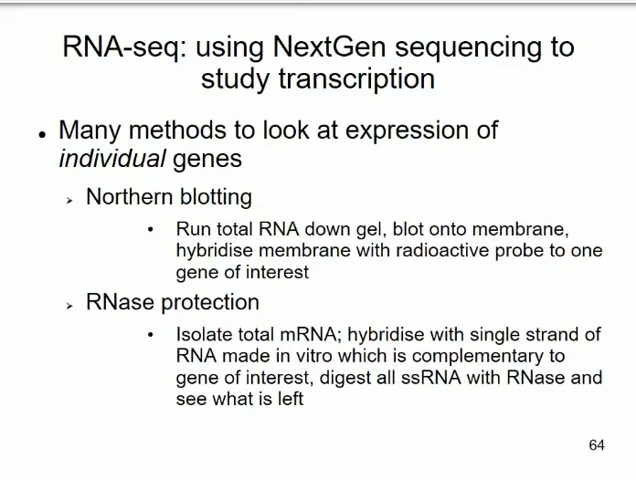 RNA-seq: using NextGen sequencing to
study transcription
• Many methods to look at expression of
individual genes
➢ Northern blotting
• Run total RNA down gel, blot onto membrane,
hybridise membrane with radioactive probe to one
gene of interest
➢ RNase protection
• Isolate total mRNA; hybridise with single strand of
RNA made in vitro which is complementary to
gene of interest, digest all ssRNA with RNase and
see what is left
64